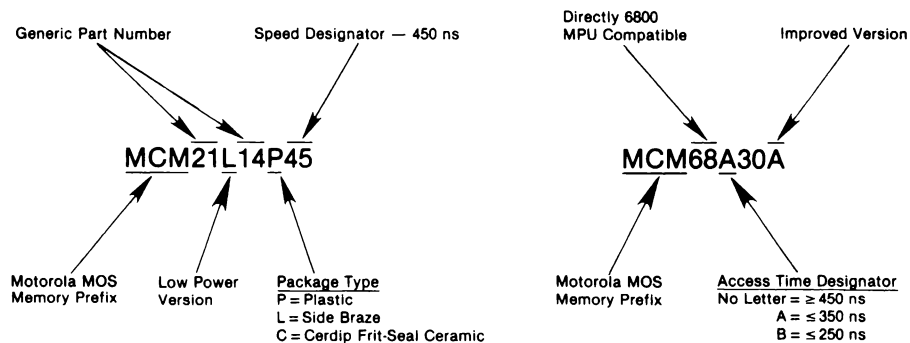 Generic Part Number
Speed Designator — 450 ns
MCM21L14P45
Motorola MOS
Memory Prefix
Low Power
Version
Package Type
P = Plastic
L = Side Braze
C = Cerdip Frit-Seal Ceramic
Directly 6800
MPU Compatible
Improved Version
MCM68A30A
Motorola MOS
Memory Prefix
Access Time Designator
No Letter = ≥ 450 ns
A = ≤ 350 ns
B = ≤ 250 ns